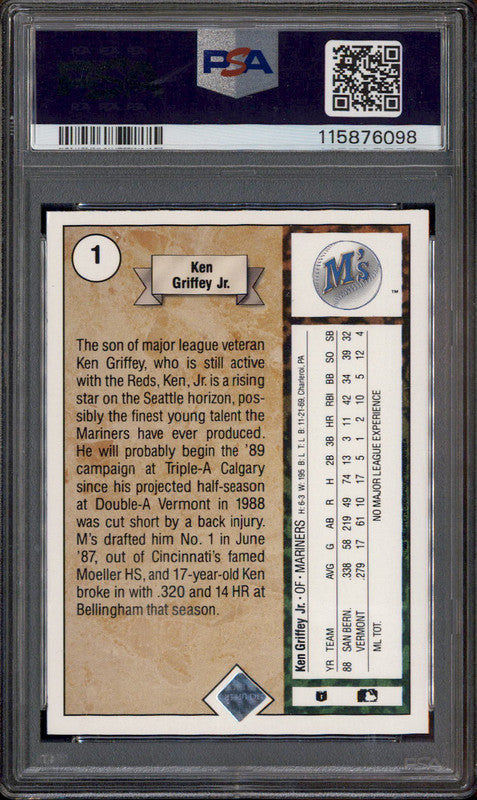 PSA
115876098
1
Ken
Griffey Jr.
The son of major league veteran
Ken Griffey, who is still active
with the Reds, Ken, Jr. is a rising
star on the Seattle horizon, pos-
sibly the finest young talent the
Mariners have ever produced.
He will probably begin the '89
campaign at Triple-A Calgary
since his projected half-season
at Double-A Vermont in 1988
was cut short by a back injury.
M's drafted him No. 1 in June
'87, out of Cincinnati's famed
Moeller HS, and 17-year-old Ken
broke in with .320 and 14 HR at
Bellingham that season.
M's
TM
Ken Griffey Jr. • OF • MARINERS H: 6-3 W: 195 B: L T: L B: 11-21-69, Charleroi, PA
YR TEAM AVG G AB R H 2B 3B HR RBI BB SO SB
88 SAN BERN. .338 58 219 49 74 13 3 11 42 34 39 32
VERMONT .279 17 61 10 17 5 1 2 10 5 12 4
ML TOT. NO MAJOR LEAGUE EXPERIENCE